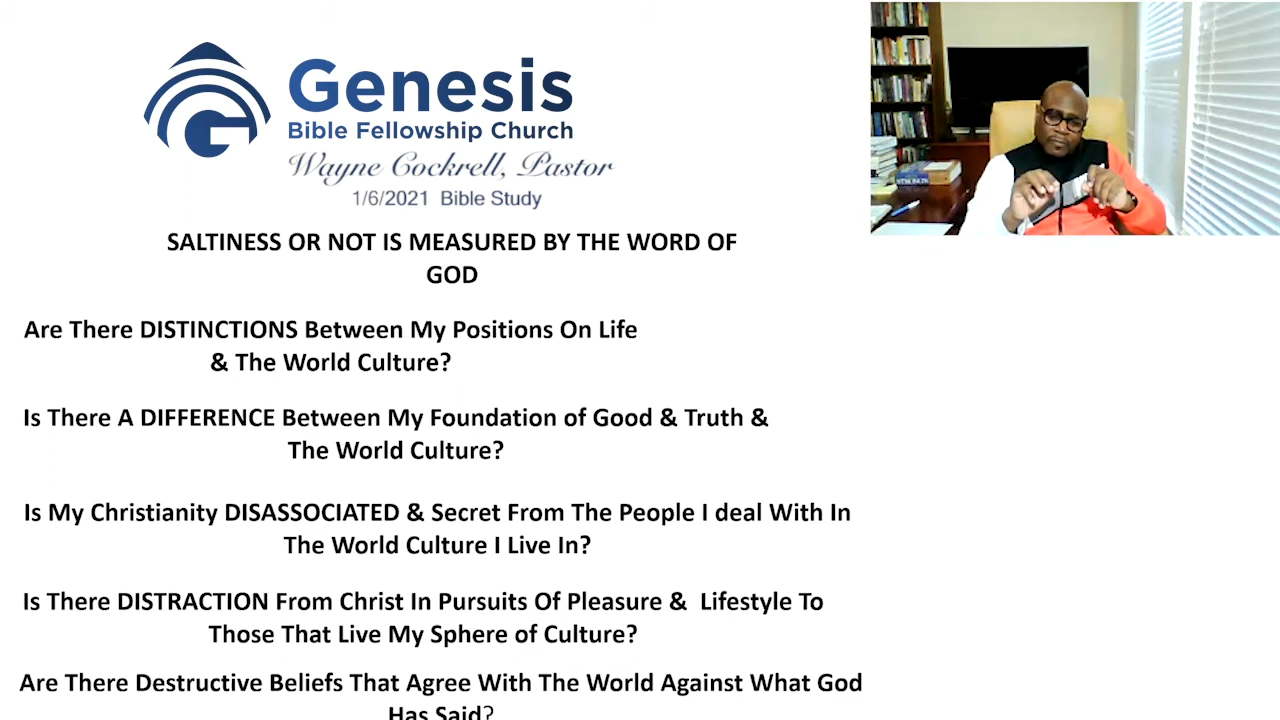 Genesis
Bible Fellowship Church
Wayne Cockrell, Pastor
1/6/2021 Bible Study
SALTINESS OR NOT IS MEASURED BY THE WORD OF
GOD
Are There DISTINCTIONS Between My Positions On Life
& The World Culture?
Is There A DIFFERENCE Between My Foundation of Good & Truth &
The World Culture?
Is My Christianity DISASSOCIATED & Secret From The People I deal With In
The World Culture I Live In?
Is There DISTRACTION From Christ In Pursuits Of Pleasure & Lifestyle To
Those That Live My Sphere of Culture?
Are There Destructive Beliefs That Agree With The World Against What God
Has Said?
STRONGS